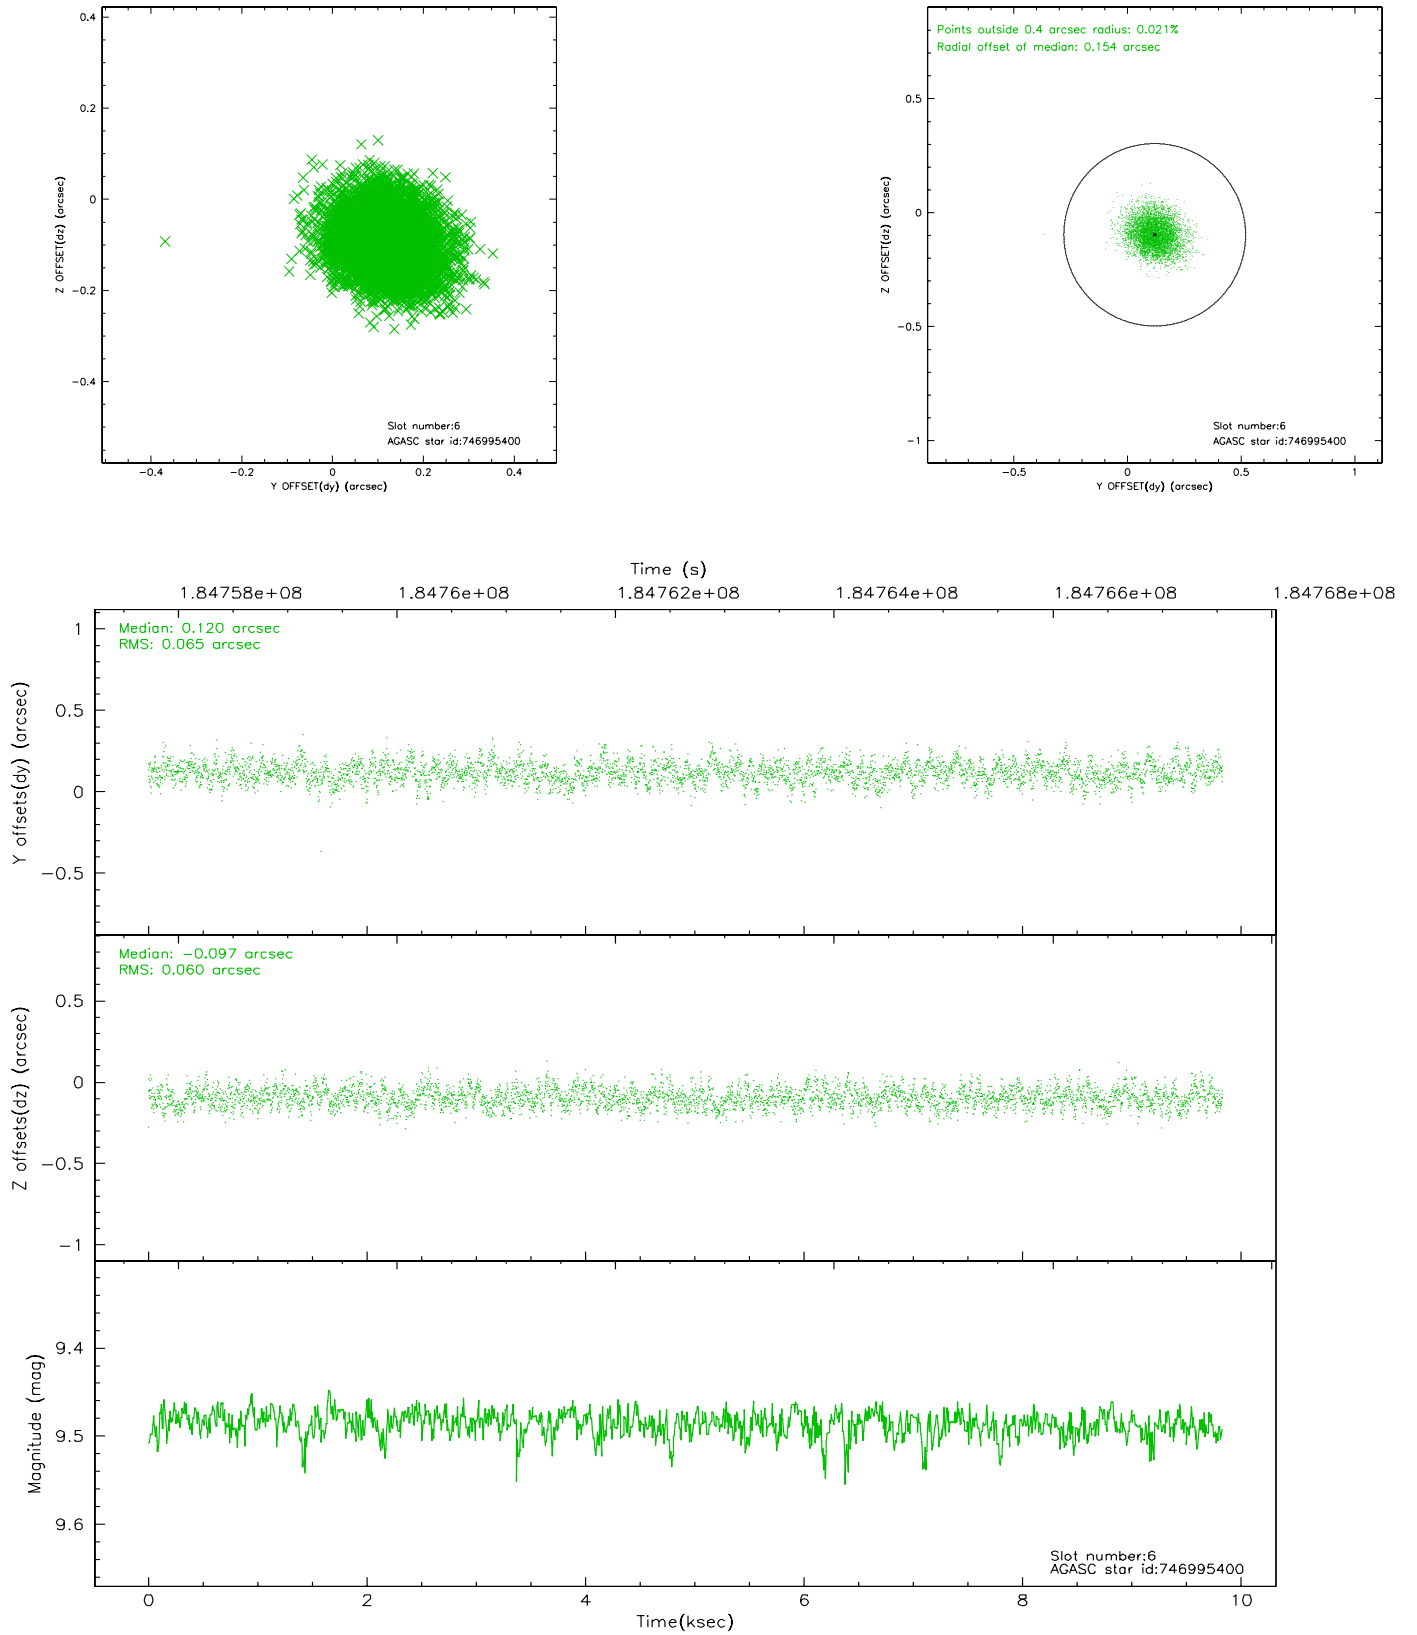 0.4
0.2
0
−0.2
−0.4
Z OFFSET(dz) (arcsec)
−0.4
−0.2
0
0.2
0.4
Y OFFSET(dy) (arcsec)
Slot number:6
AGASC star id:746995400
Points outside 0.4 arcsec radius: 0.021%
Radial offset of median: 0.154 arcsec
0.5
0
−0.5
−1
Z OFFSET(dz) (arcsec)
−0.5
0
0.5
1
Y OFFSET(dy) (arcsec)
Slot number:6
AGASC star id:746995400
Time (s)
1.84758e+08
1.8476e+08
1.84762e+08
1.84764e+08
1.84766e+08
1.84768e+08
Median: 0.120 arcsec
RMS: 0.065 arcsec
1
0.5
0
−0.5
Y offsets(dy) (arcsec)
Median: −0.097 arcsec
RMS: 0.060 arcsec
0.5
0
−0.5
−1
Z offsets(dz) (arcsec)
9.4
9.5
9.6
Magnitude (mag)
Slot number:6
AGASC star id:746995400
0
2
4
6
8
10
Time(ksec)